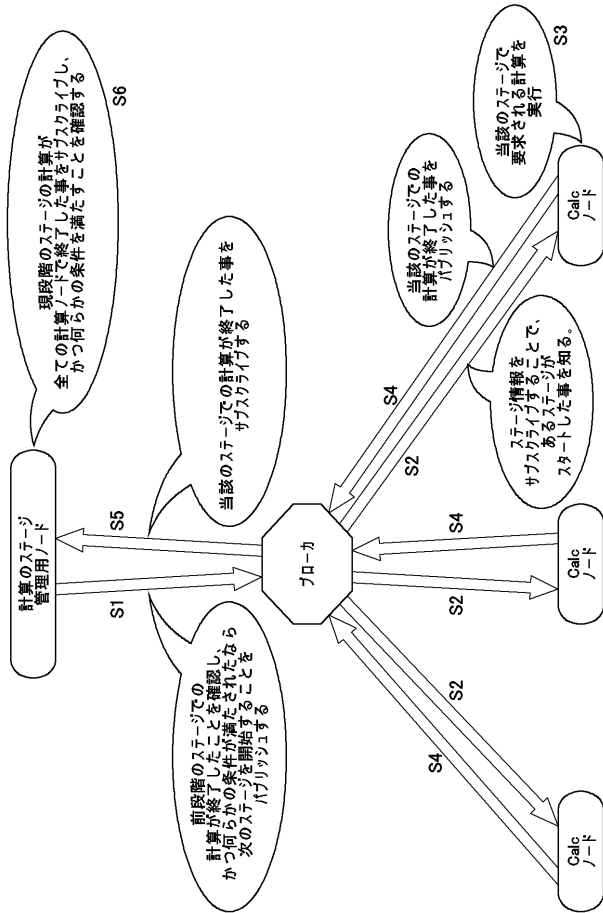 現段階のステージの計算が
全ての計算ノードで終了した事をサブスクライブし、
かつ何らかの条件を満たすことを確認する
S6
計算のステージ
管理用ノード
S1
S5
当該のステージでの計算が終了した事を
サブスクライブする
前段階のステージでの
計算が終了したことを確認し、
かつ何らかの条件が満たされたなら
次のステージを開始することを
パブリッシュする
ブローカ
当該のステージでの
計算が終了した事を
パブリッシュする
当該のステージで
要求される計算を
実行
S3
ステージ情報を
サブスクライブすることで、
あるステージが
スタートした事を知る。
S4
S2
S2
S4
S4
S2
Calc
ノード
Calc
ノード
Calc
ノード